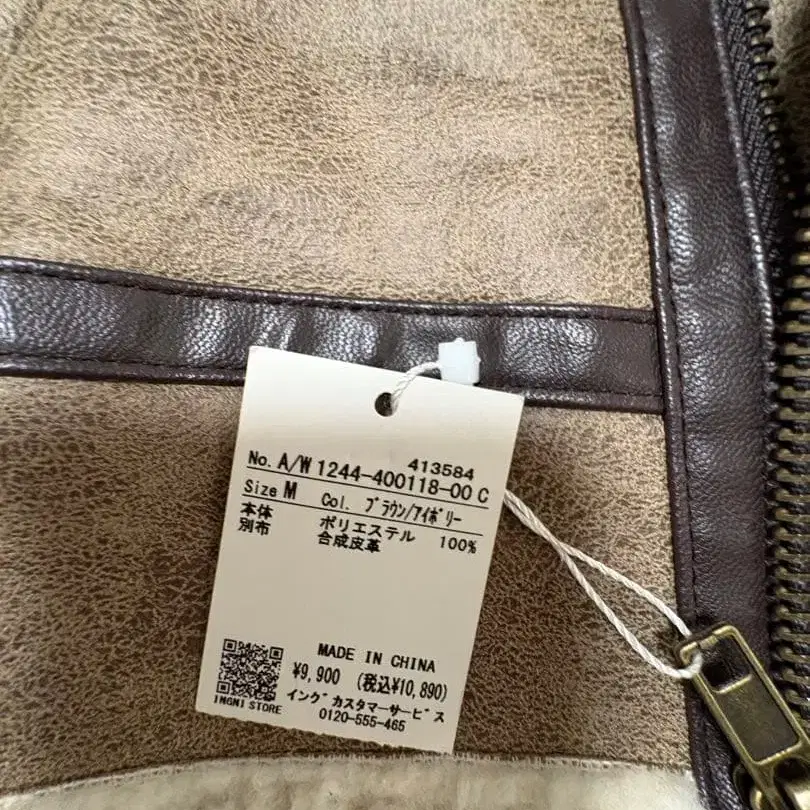 413584
No. A/W 1244-400118-00 C
Size M Col. ブラウン/アイボリー
本体 ポリエステル 100%
別布 合成皮革
MADE IN CHINA
¥9,900 (税込¥10,890)
INGNI STORE
イングカスタマーサービス
0120-555-465